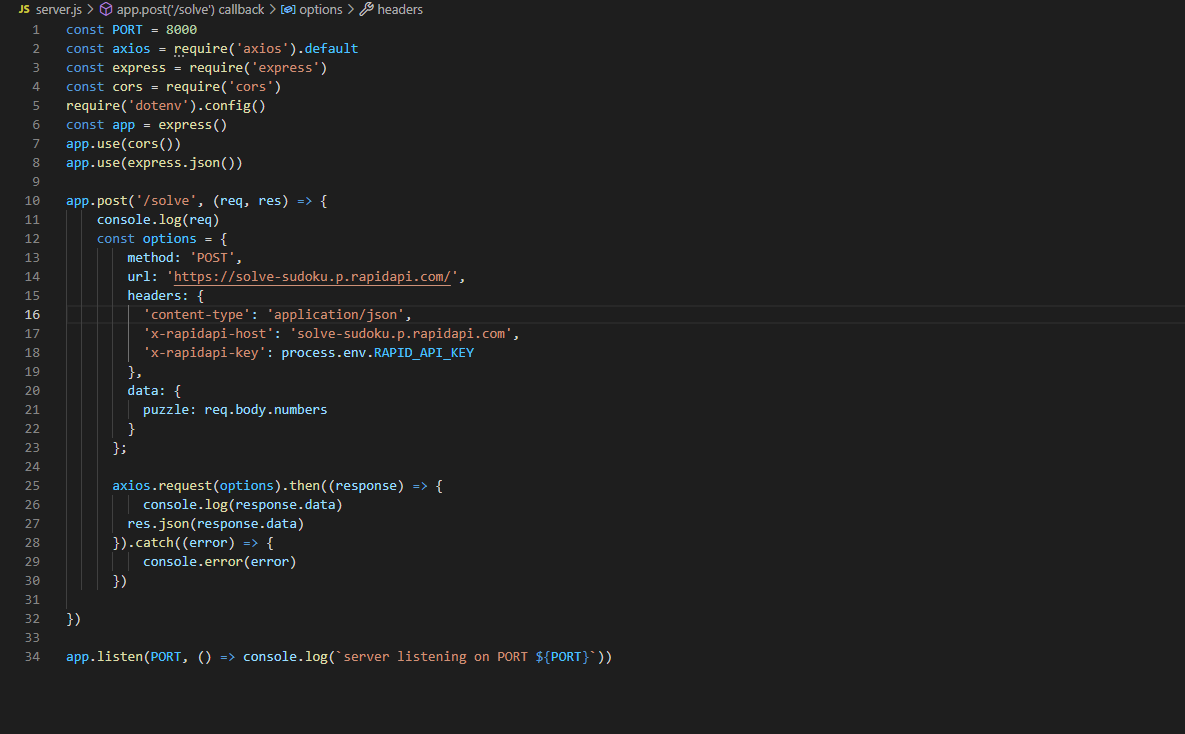 JS server.js > app.post('/solve') callback > options > headers
1 const PORT = 8000
2 const axios = require('axios').default
3 const express = require('express')
4 const cors = require('cors')
5 require('dotenv').config()
6 const app = express()
7 app.use(cors())
8 app.use(express.json())
9
10 app.post('/solve', (req, res) => {
11 console.log(req)
12 const options = {
13 method: 'POST',
14 url: 'https://solve-sudoku.p.rapidapi.com/',
15 headers: {
16 'content-type': 'application/json',
17 'x-rapidapi-host': 'solve-sudoku.p.rapidapi.com',
18 'x-rapidapi-key': process.env.RAPID_API_KEY
19 },
20 data: {
21 puzzle: req.body.numbers
22 }
23 };
24
25 axios.request(options).then((response) => {
26 console.log(response.data)
27 res.json(response.data)
28 }).catch((error) => {
29 console.error(error)
30 })
31
32 })
33
34 app.listen(PORT, () => console.log(`server listening on PORT ${PORT}`))